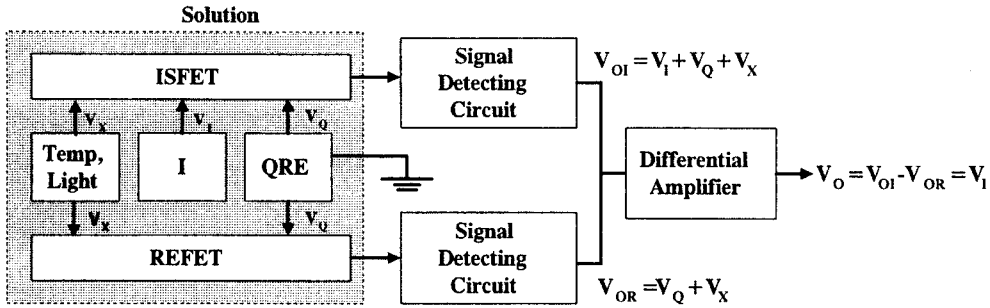 Solution
ISFET
Signal
Detecting
Circuit
V_OI = V_I + V_Q + V_X
V_X
V_I
V_Q
Temp,
Light
I
QRE
Differential
Amplifier
V_O = V_OI - V_OR = V_I
V_X
V_Q
REFET
Signal
Detecting
Circuit
V_OR = V_Q + V_X